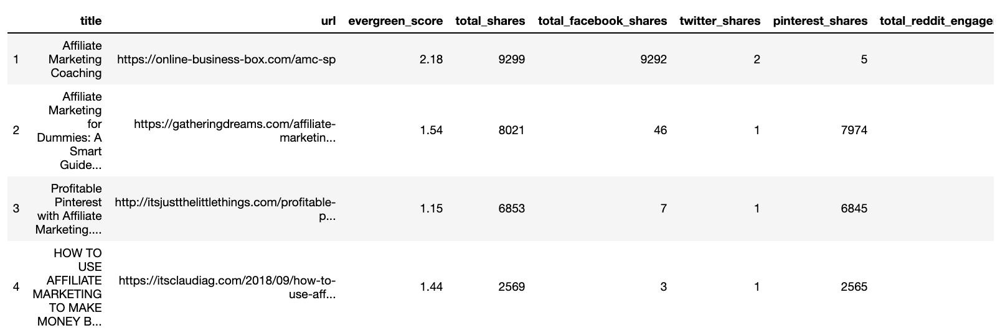 title url evergreen_score total_shares total_facebook_shares twitter_shares pinterest_shares total_reddit_engage
1 Affiliate Marketing Coaching https://online-business-box.com/amc-sp 2.18 9299 9292 2 5
2 Affiliate Marketing for Dummies: A Smart Guide... https://gatheringdreams.com/affiliate-marketin... 1.54 8021 46 1 7974
3 Profitable Pinterest with Affiliate Marketing.... http://itsjustthelittlethings.com/profitable-p... 1.15 6853 7 1 6845
4 HOW TO USE AFFILIATE MARKETING TO MAKE MONEY B... https://itsclaudiag.com/2018/09/how-to-use-aff... 1.44 2569 3 1 2565